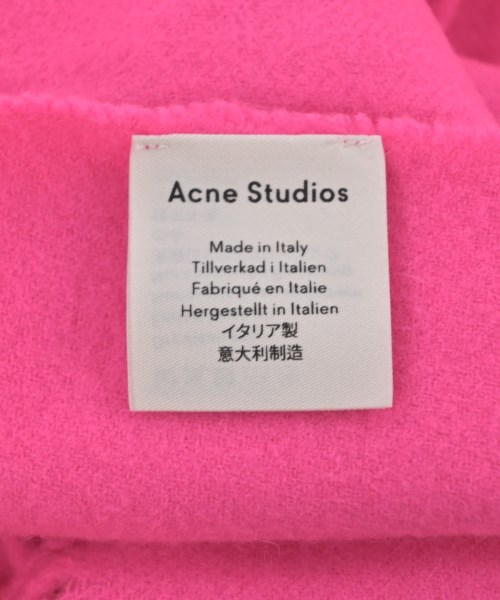 Acne Studios
Made in Italy
Tillverkad i Italien
Fabriqué en Italie
Hergestellt in Italien
イタリア製
意大利制造